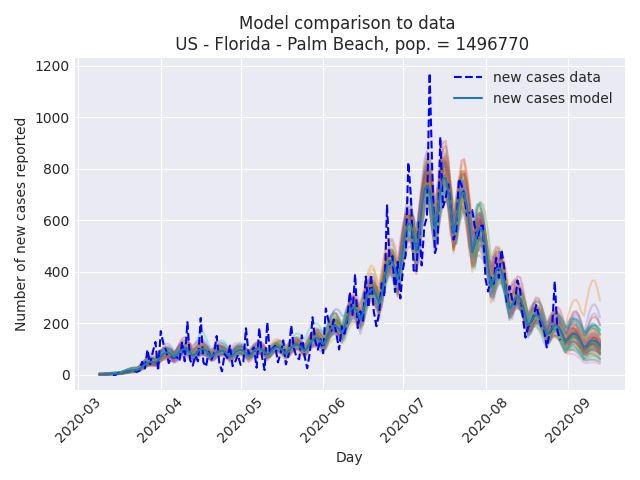 Model comparison to data
US - Florida - Palm Beach, pop. = 1496770
Number of new cases reported
1200
1000
800
600
400
200
0
new cases data
new cases model
2020-03
2020-04
2020-05
2020-06
2020-07
2020-08
2020-09
Day